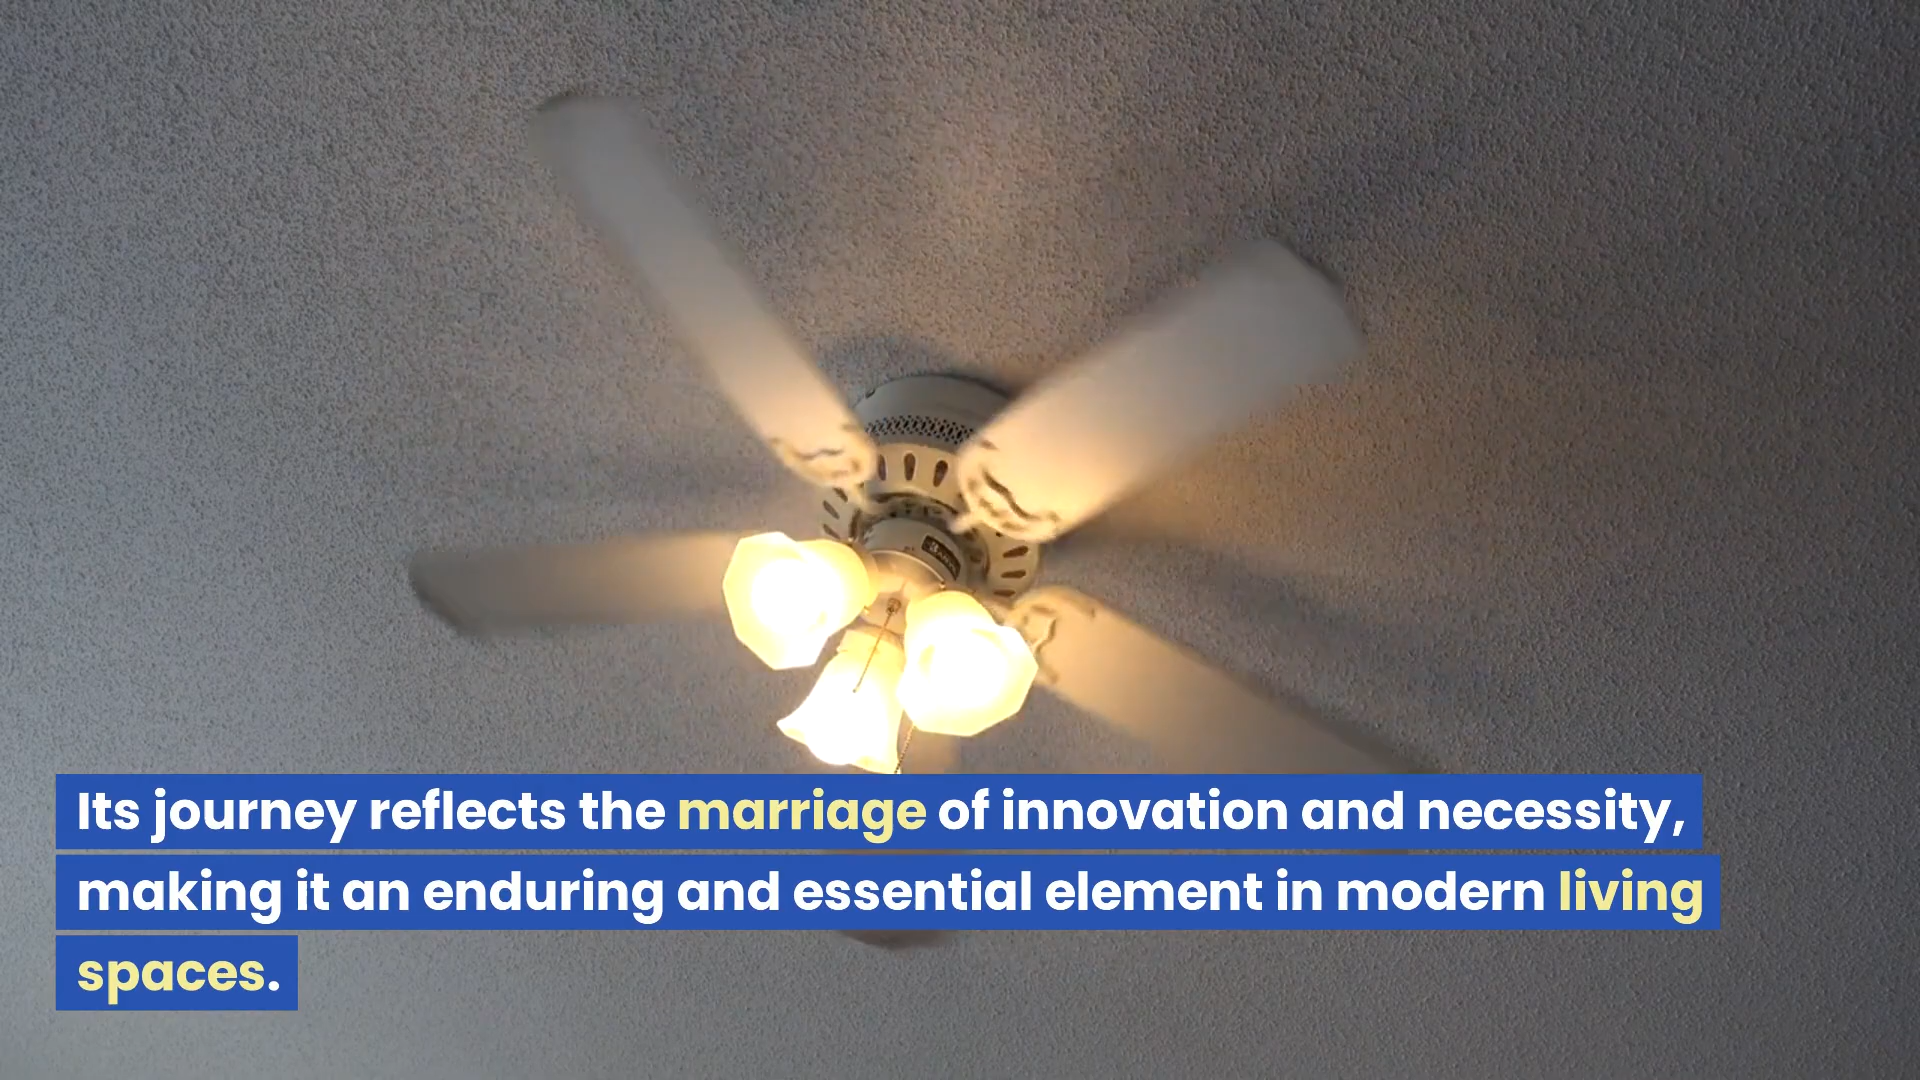 Its journey reflects the marriage of innovation and necessity,
making it an enduring and essential element in modern living
spaces.